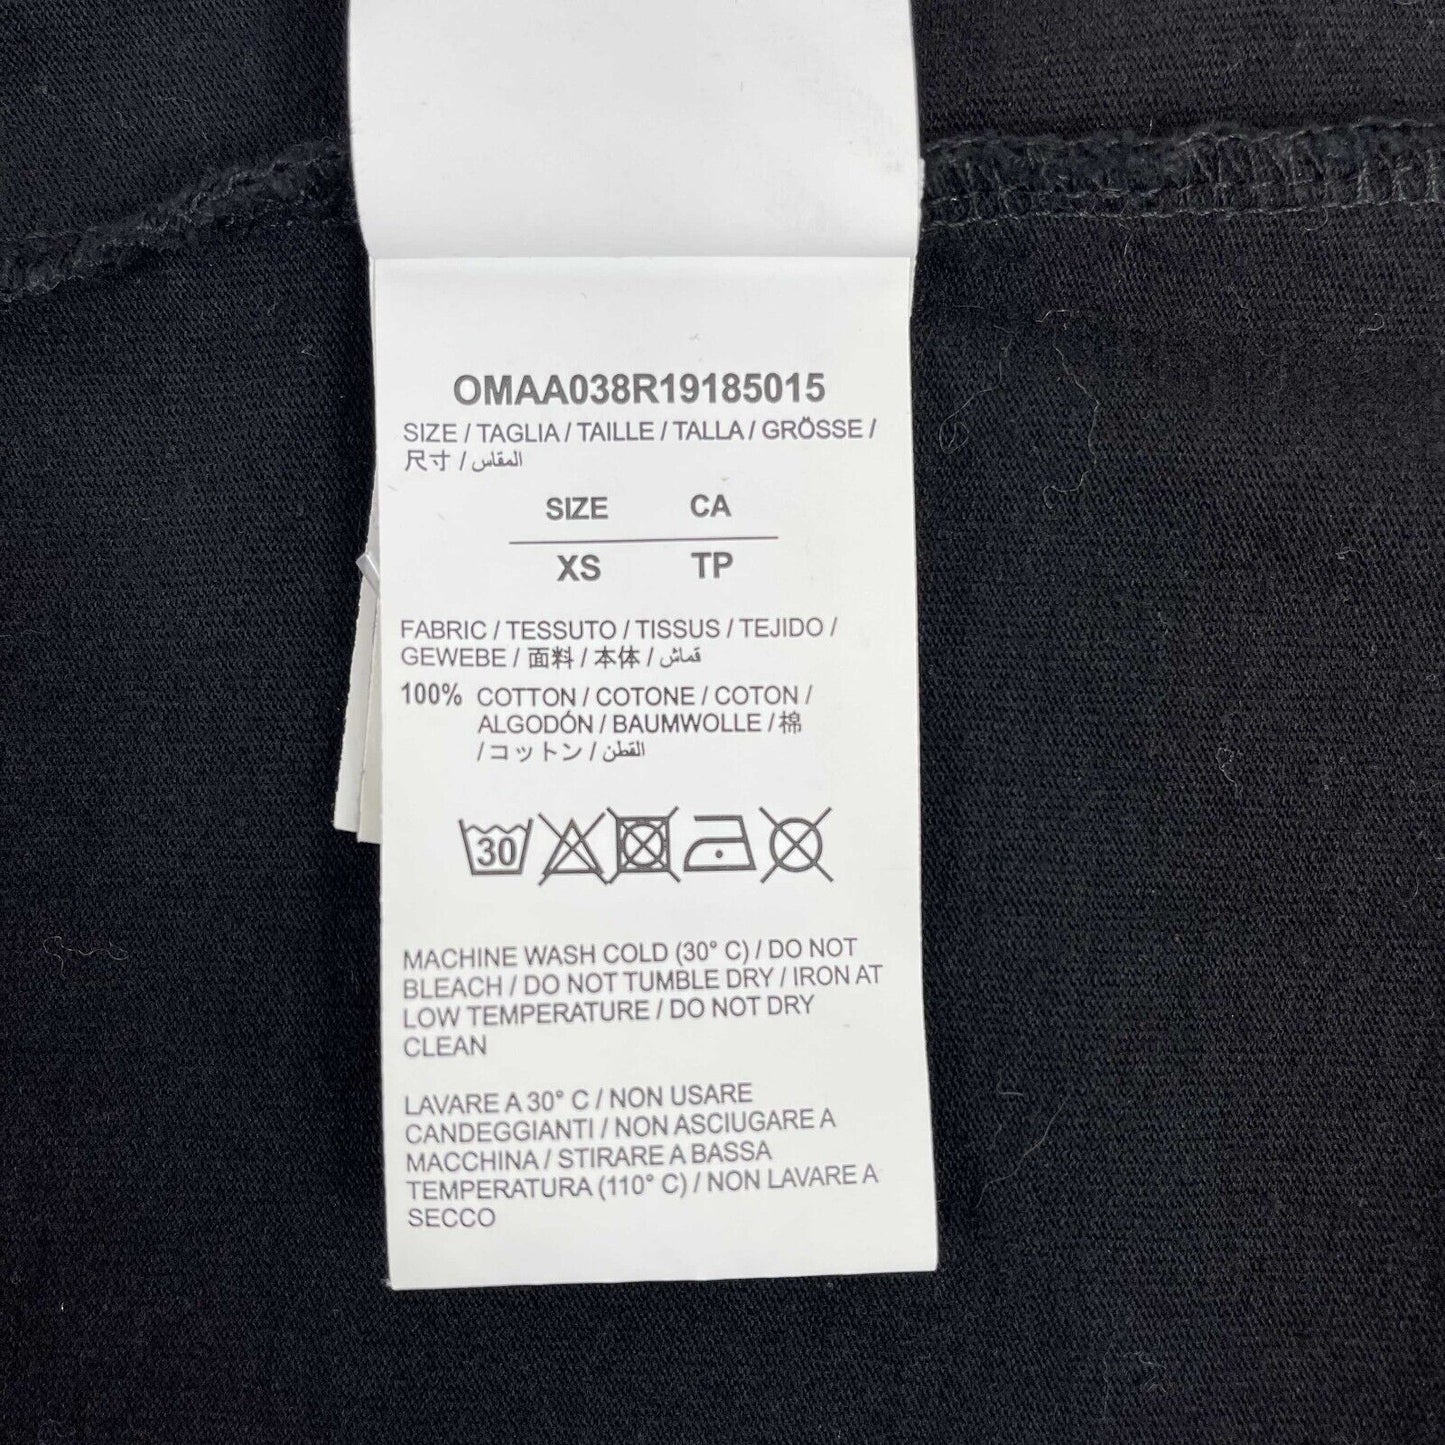 OMAA038R19185015
SIZE / TAGLIA / TAILLE / TALLA / GRÖSSE /
尺寸 / المقاس
SIZE CA
XS TP
FABRIC / TESSUTO / TISSUS / TEJIDO /
GEWEBE / 面料 / 本体 / قماش
100% COTTON / COTONE / COTON /
ALGODÓN / BAUMWOLLE / 棉
/ コットン / القطن
30
MACHINE WASH COLD (30° C) / DO NOT
BLEACH / DO NOT TUMBLE DRY / IRON AT
LOW TEMPERATURE / DO NOT DRY
CLEAN
LAVARE A 30° C / NON USARE
CANDEGGIANTI / NON ASCIUGARE A
MACCHINA / STIRARE A BASSA
TEMPERATURA (110° C) / NON LAVARE A
SECCO